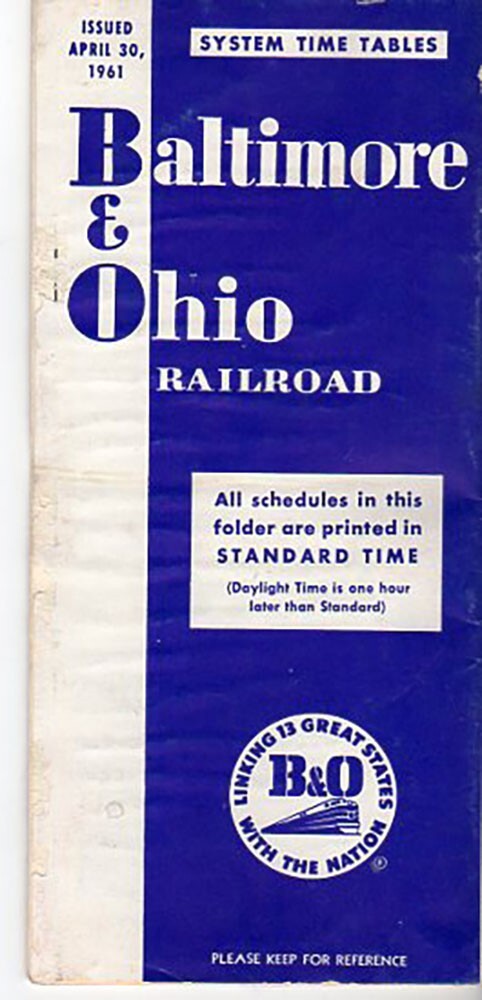 ISSUED
APRIL 30,
1961
SYSTEM TIME TABLES
Baltimore
&
Ohio
RAILROAD
All schedules in this
folder are printed in
STANDARD TIME
(Daylight Time is one hour
later than Standard)
LINKING 13 GREAT STATES
B&O
WITH THE NATION
®
PLEASE KEEP FOR REFERENCE